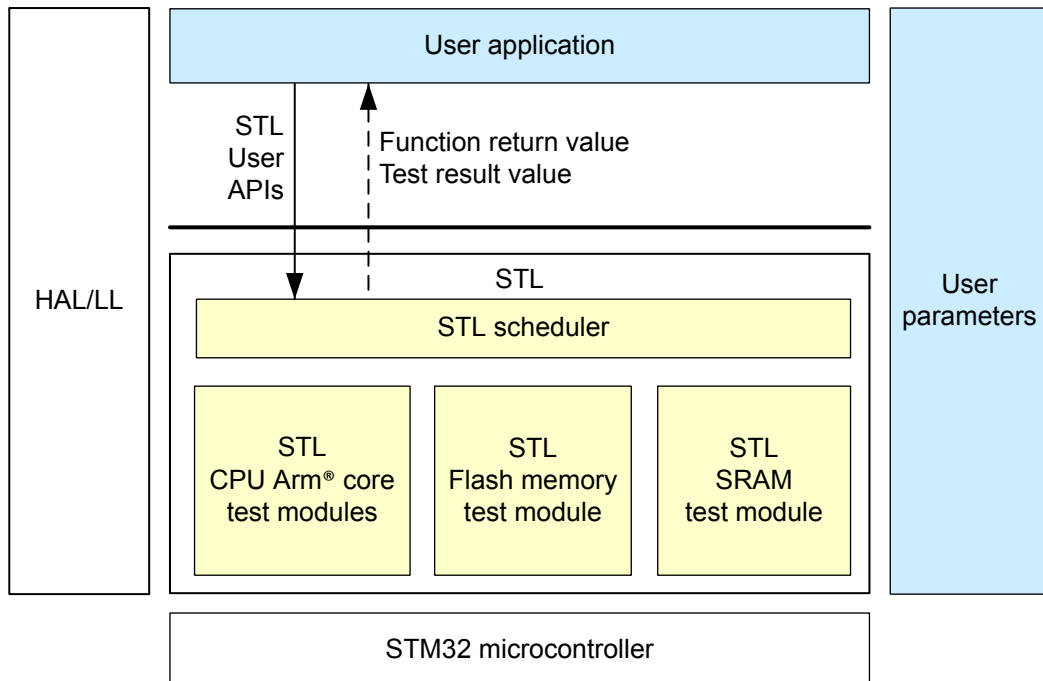 User application
STL
User
APIs
Function return value
Test result value
HAL/LL
STL
STL scheduler
STL
CPU Arm® core
test modules
STL
Flash memory
test module
STL
SRAM
test module
User
parameters
STM32 microcontroller